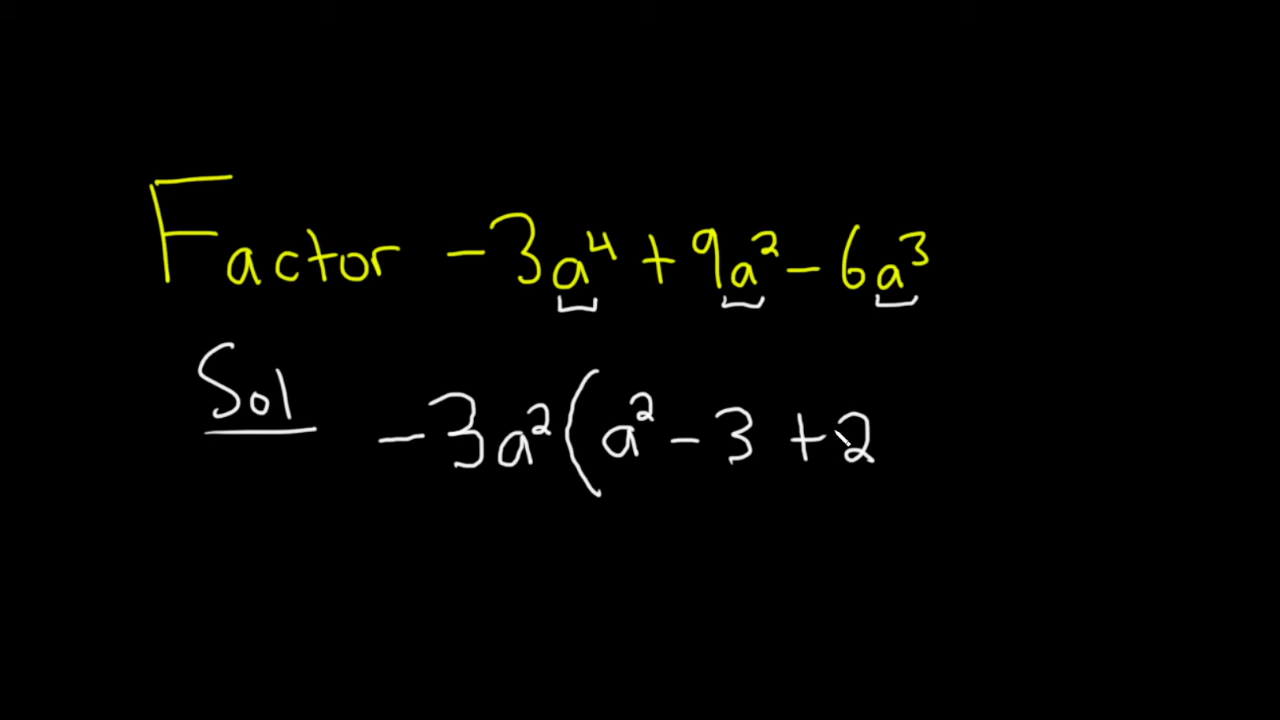 Factor -3a⁴ + 9a² - 6a³
Sol -3a²(a² - 3 + 2